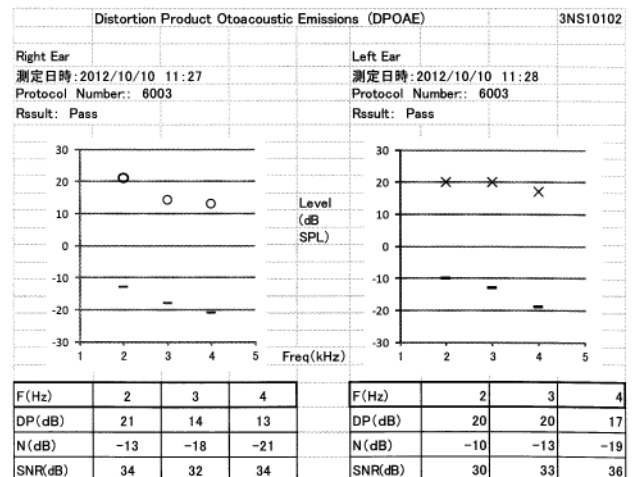 Distortion Product Otoacoustic Emissions (DPOAE) 3NS10102
Right Ear
測定日時:2012/10/10 11:27
Protocol Number:: 6003
Rssult: Pass
Left Ear
測定日時:2012/10/10 11:28
Protocol Number:: 6003
Rssult: Pass
30
20
10
0
-10
-20
-30
1 2 3 4 5
Level
(dB
SPL)
Freq(kHz)
30
20
10
0
-10
-20
-30
1 2 3 4 5
F(Hz) 2 3 4
DP(dB) 21 14 13
N(dB) -13 -18 -21
SNR(dB) 34 32 34
F(Hz) 2 3 4
DP(dB) 20 20 17
N(dB) -10 -13 -19
SNR(dB) 30 33 36